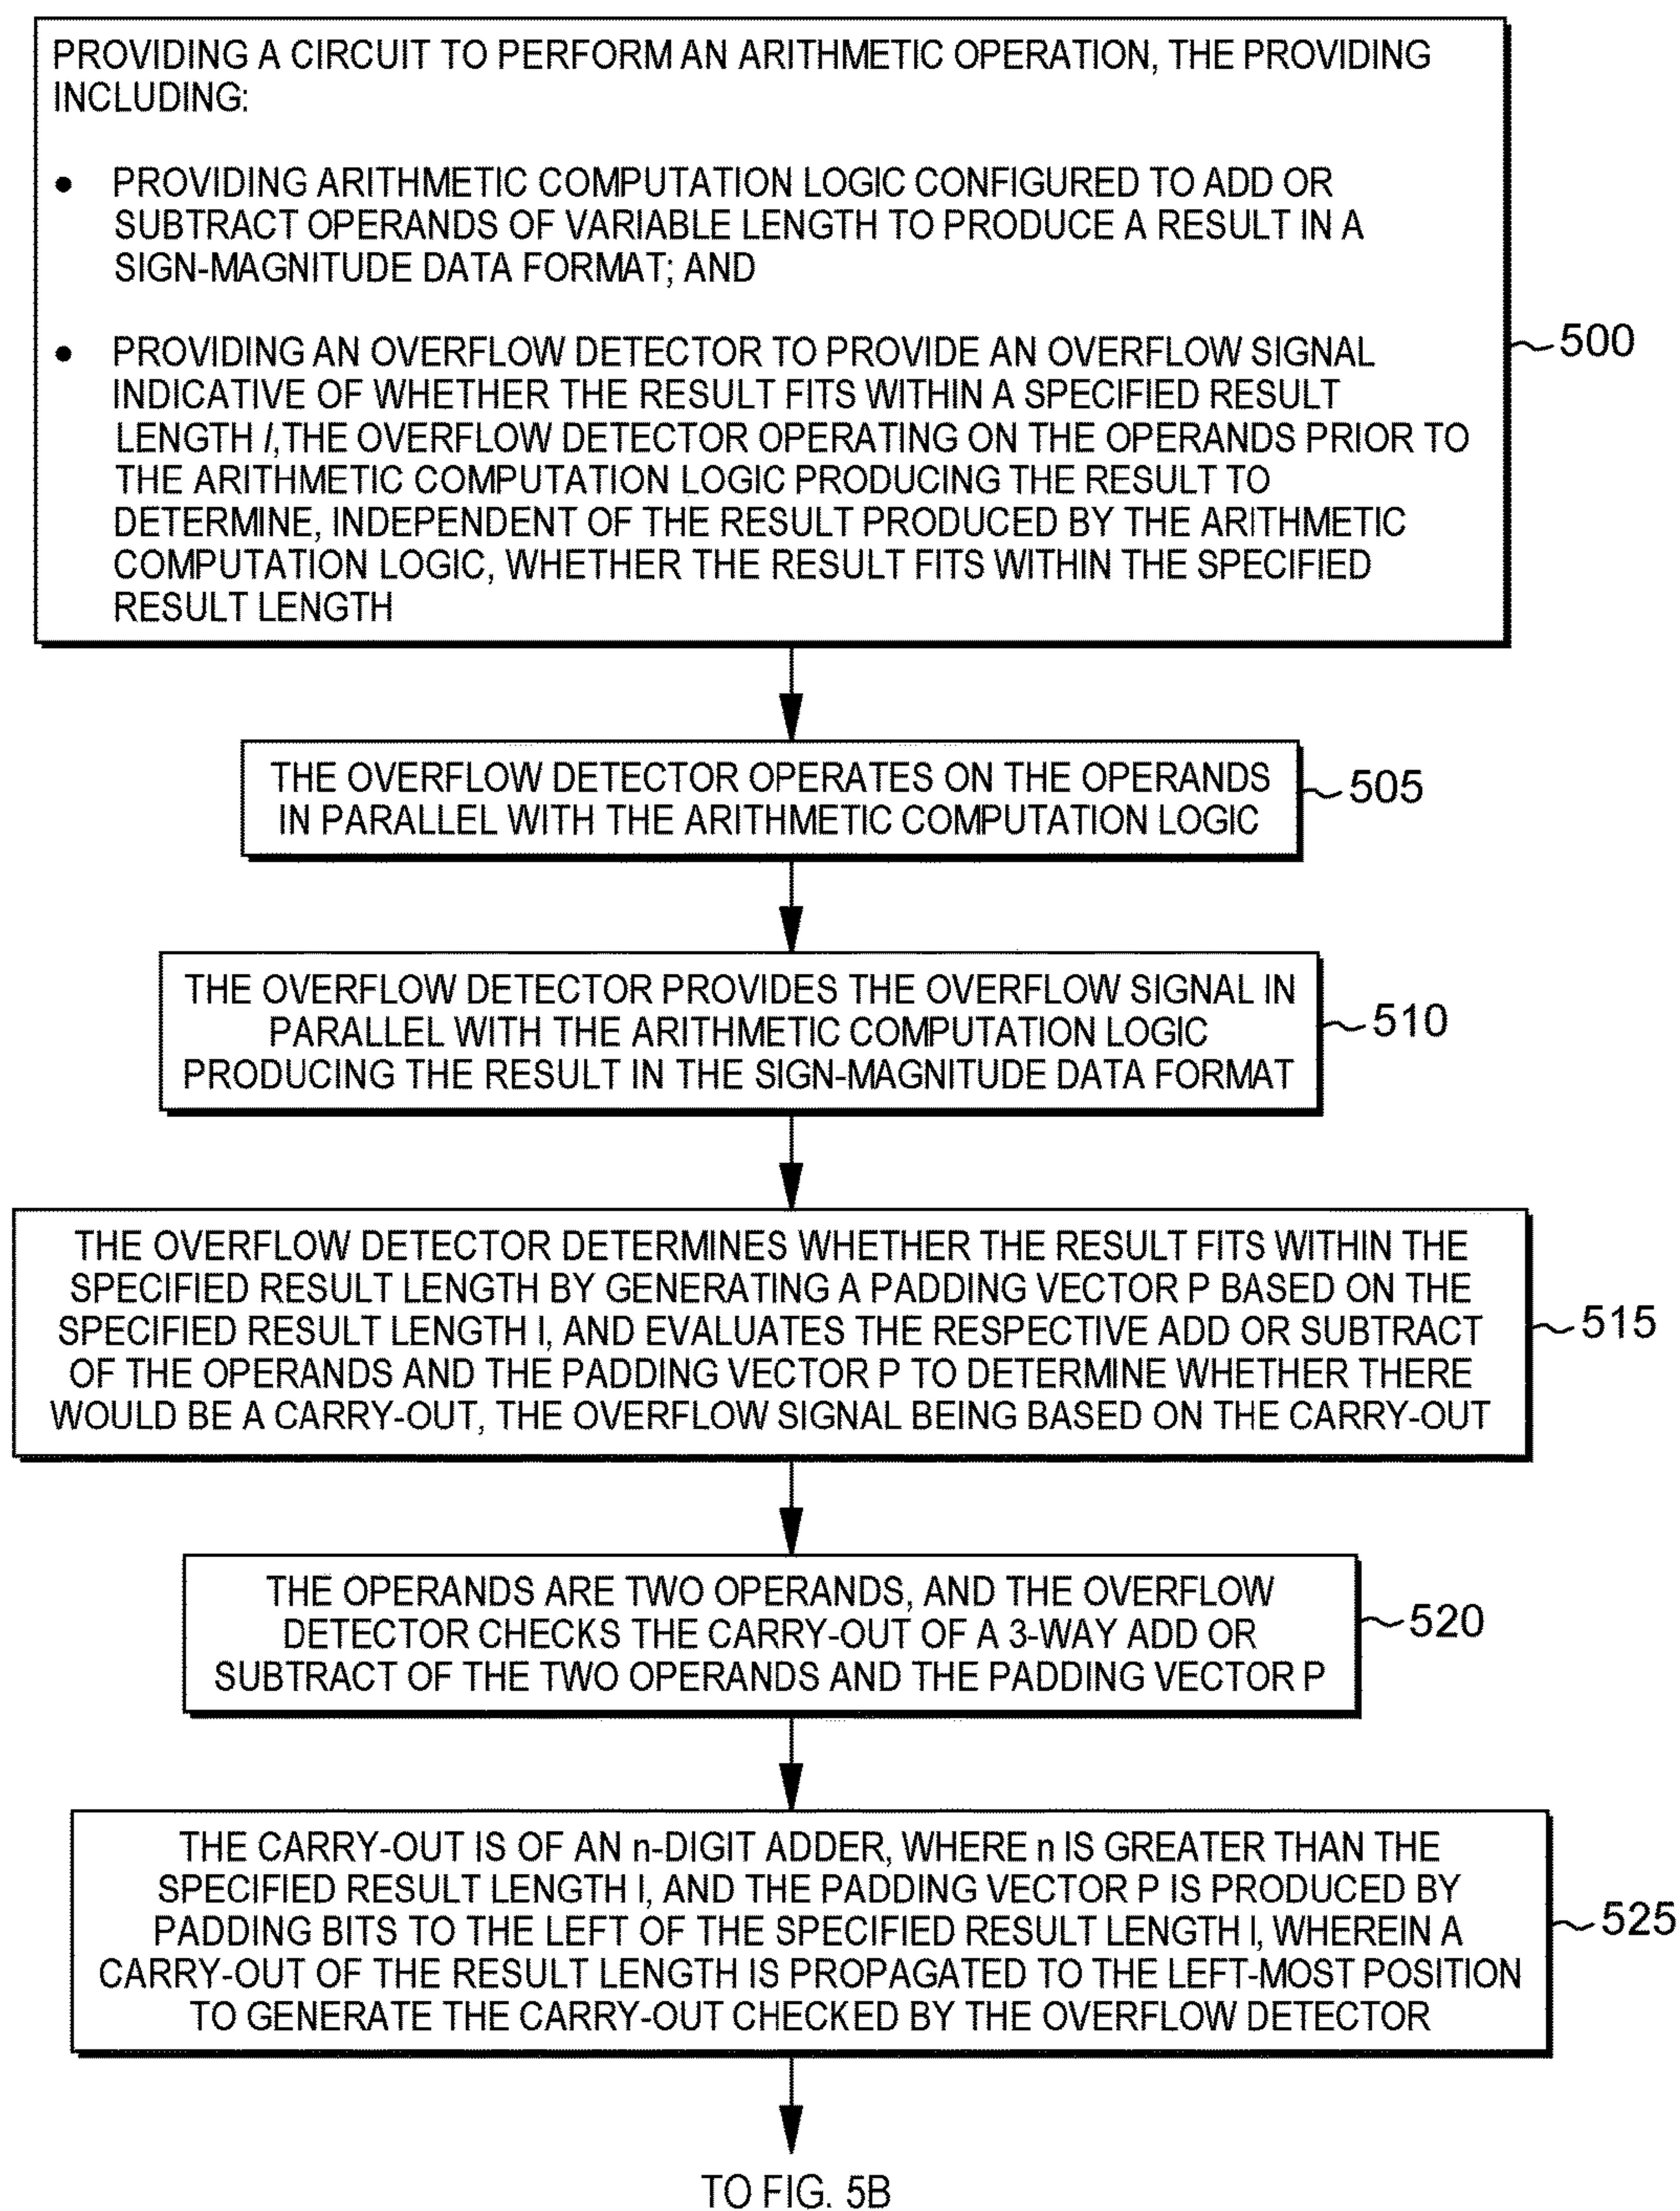 PROVIDING A CIRCUIT TO PERFORM AN ARITHMETIC OPERATION, THE PROVIDING
INCLUDING:
● PROVIDING ARITHMETIC COMPUTATION LOGIC CONFIGURED TO ADD OR
SUBTRACT OPERANDS OF VARIABLE LENGTH TO PRODUCE A RESULT IN A
SIGN-MAGNITUDE DATA FORMAT; AND
● PROVIDING AN OVERFLOW DETECTOR TO PROVIDE AN OVERFLOW SIGNAL
INDICATIVE OF WHETHER THE RESULT FITS WITHIN A SPECIFIED RESULT
LENGTH l, THE OVERFLOW DETECTOR OPERATING ON THE OPERANDS PRIOR TO
THE ARITHMETIC COMPUTATION LOGIC PRODUCING THE RESULT TO
DETERMINE, INDEPENDENT OF THE RESULT PRODUCED BY THE ARITHMETIC
COMPUTATION LOGIC, WHETHER THE RESULT FITS WITHIN THE SPECIFIED
RESULT LENGTH
500
THE OVERFLOW DETECTOR OPERATES ON THE OPERANDS
IN PARALLEL WITH THE ARITHMETIC COMPUTATION LOGIC
505
THE OVERFLOW DETECTOR PROVIDES THE OVERFLOW SIGNAL IN
PARALLEL WITH THE ARITHMETIC COMPUTATION LOGIC
PRODUCING THE RESULT IN THE SIGN-MAGNITUDE DATA FORMAT
510
THE OVERFLOW DETECTOR DETERMINES WHETHER THE RESULT FITS WITHIN THE
SPECIFIED RESULT LENGTH BY GENERATING A PADDING VECTOR P BASED ON THE
SPECIFIED RESULT LENGTH l, AND EVALUATES THE RESPECTIVE ADD OR SUBTRACT
OF THE OPERANDS AND THE PADDING VECTOR P TO DETERMINE WHETHER THERE
WOULD BE A CARRY-OUT, THE OVERFLOW SIGNAL BEING BASED ON THE CARRY-OUT
515
THE OPERANDS ARE TWO OPERANDS, AND THE OVERFLOW
DETECTOR CHECKS THE CARRY-OUT OF A 3-WAY ADD OR
SUBTRACT OF THE TWO OPERANDS AND THE PADDING VECTOR P
520
THE CARRY-OUT IS OF AN n-DIGIT ADDER, WHERE n IS GREATER THAN THE
SPECIFIED RESULT LENGTH l, AND THE PADDING VECTOR P IS PRODUCED BY
PADDING BITS TO THE LEFT OF THE SPECIFIED RESULT LENGTH l, WHEREIN A
CARRY-OUT OF THE RESULT LENGTH IS PROPAGATED TO THE LEFT-MOST POSITION
TO GENERATE THE CARRY-OUT CHECKED BY THE OVERFLOW DETECTOR
525
TO FIG. 5B